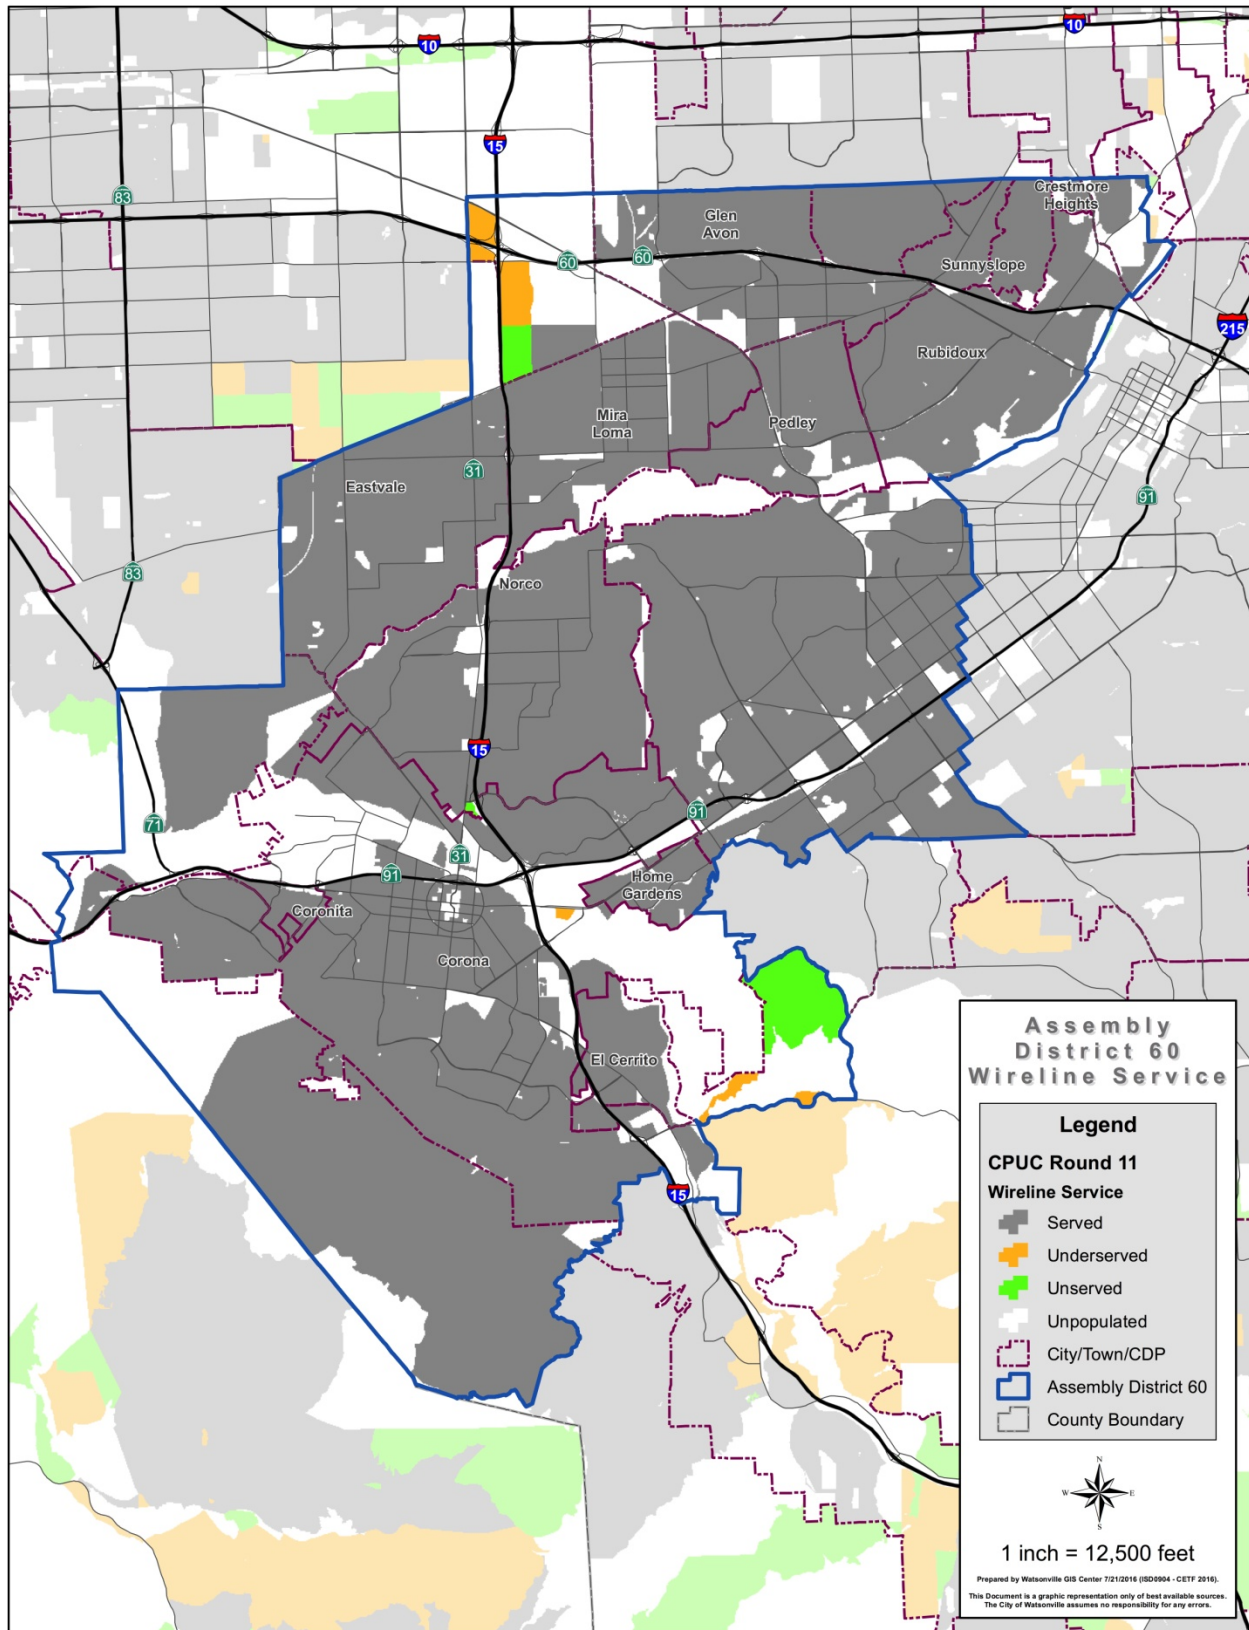 10
10
15
83
Crestmore
Heights
Glen
Avon
60
60
Sunnyslope
215
Rubidoux
Mira
Loma
Pedley
31
Eastvale
91
83
Norco
15
71
91
31
91
Home
Gardens
Coronita
Corona
El Cerrito
15
Assembly
District 60
Wireline Service
Legend
CPUC Round 11
Wireline Service
Served
Underserved
Unserved
Unpopulated
City/Town/CDP
Assembly District 60
County Boundary
N
W E
S
1 inch = 12,500 feet
Prepared by Watsonville GIS Center 7/21/2016 (ISD0904 - CETF 2016).
This Document is a graphic representation only of best available sources.
The City of Watsonville assumes no responsibility for any errors.